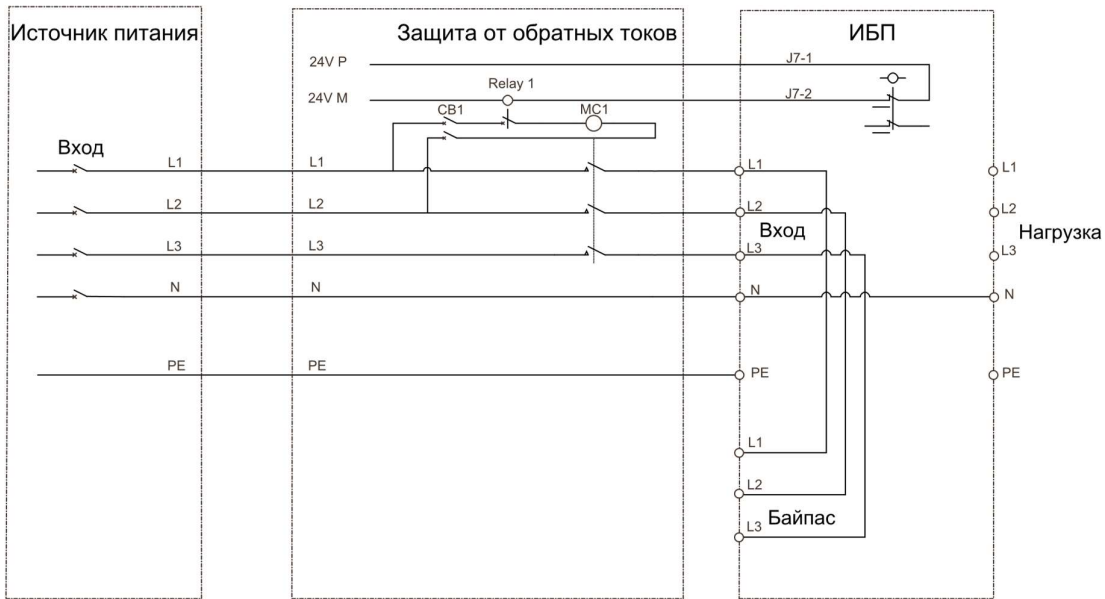 Источник питания
Защита от обратных токов
ИБП
24V P
J7-1
Relay 1
24V M
J7-2
CB1
MC1
Вход
L1
L1
L1
L1
L2
L2
L2
L2
Вход
Нагрузка
L3
L3
L3
L3
N
N
N
N
PE
PE
PE
PE
L1
L2
L3
Байпас